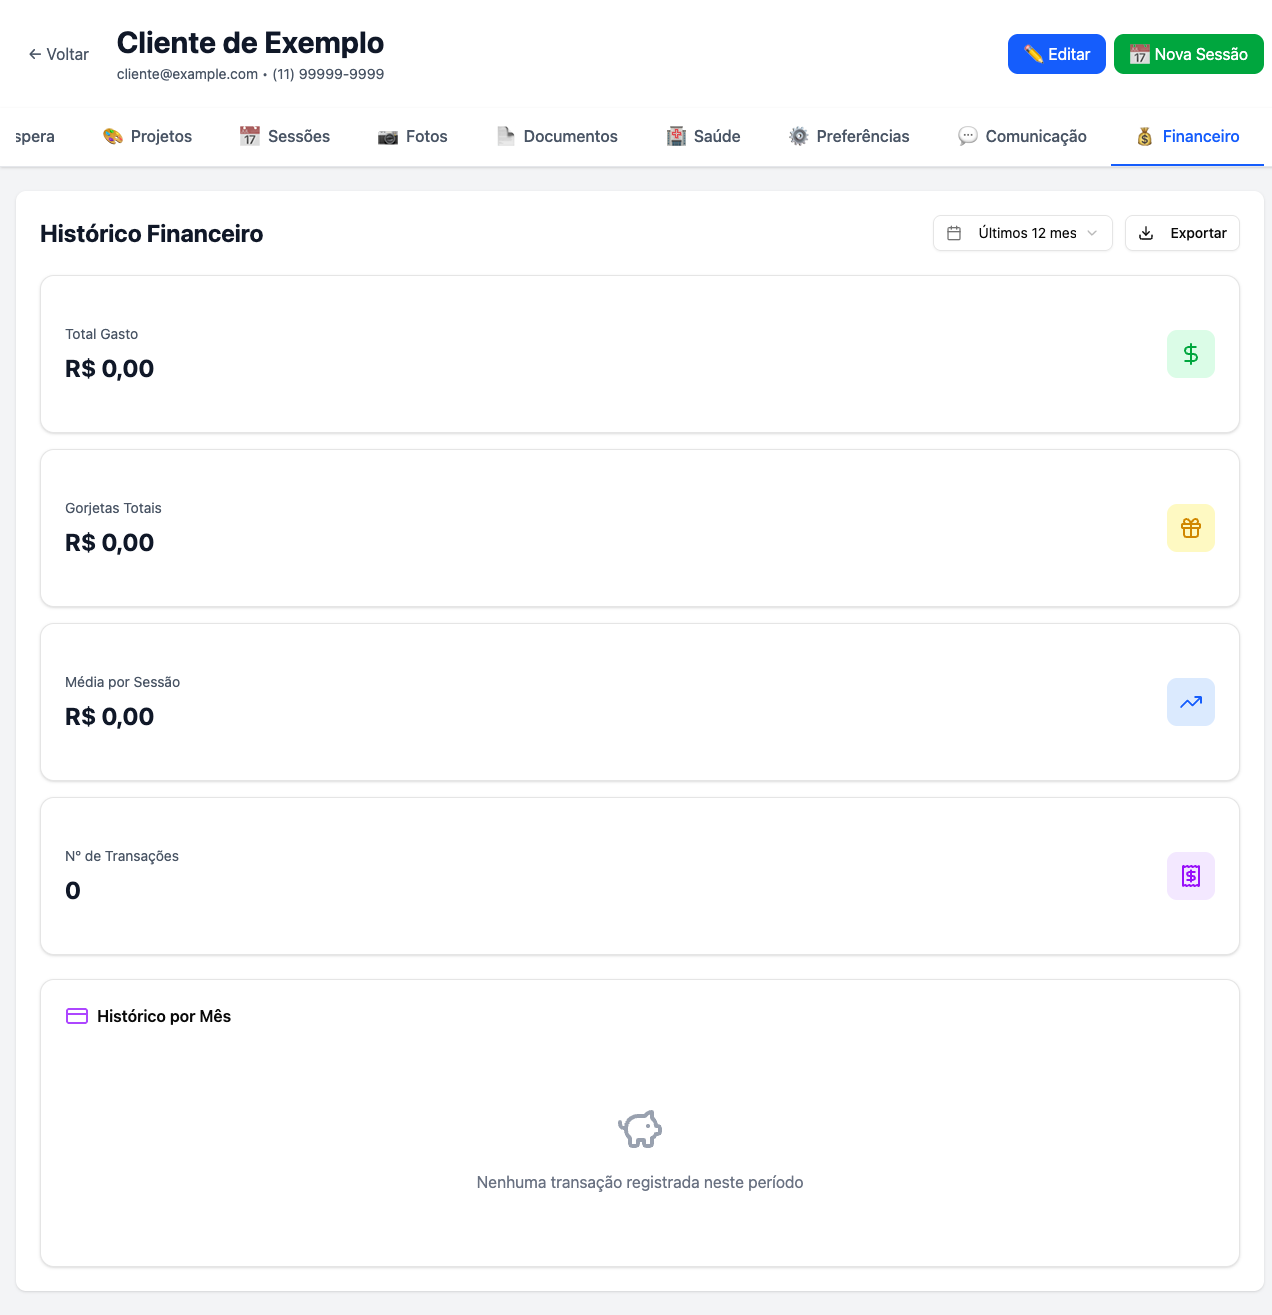 ← Voltar
Cliente de Exemplo
cliente@example.com • (11) 99999-9999
Editar
17 Nova Sessão
spera
Projetos
17 Sessões
Fotos
Documentos
Saúde
Preferências
Comunicação
Financeiro
Histórico Financeiro
Últimos 12 mes
Exportar
Total Gasto
R$ 0,00
Gorjetas Totais
R$ 0,00
Média por Sessão
R$ 0,00
Nº de Transações
0
Histórico por Mês
Nenhuma transação registrada neste período